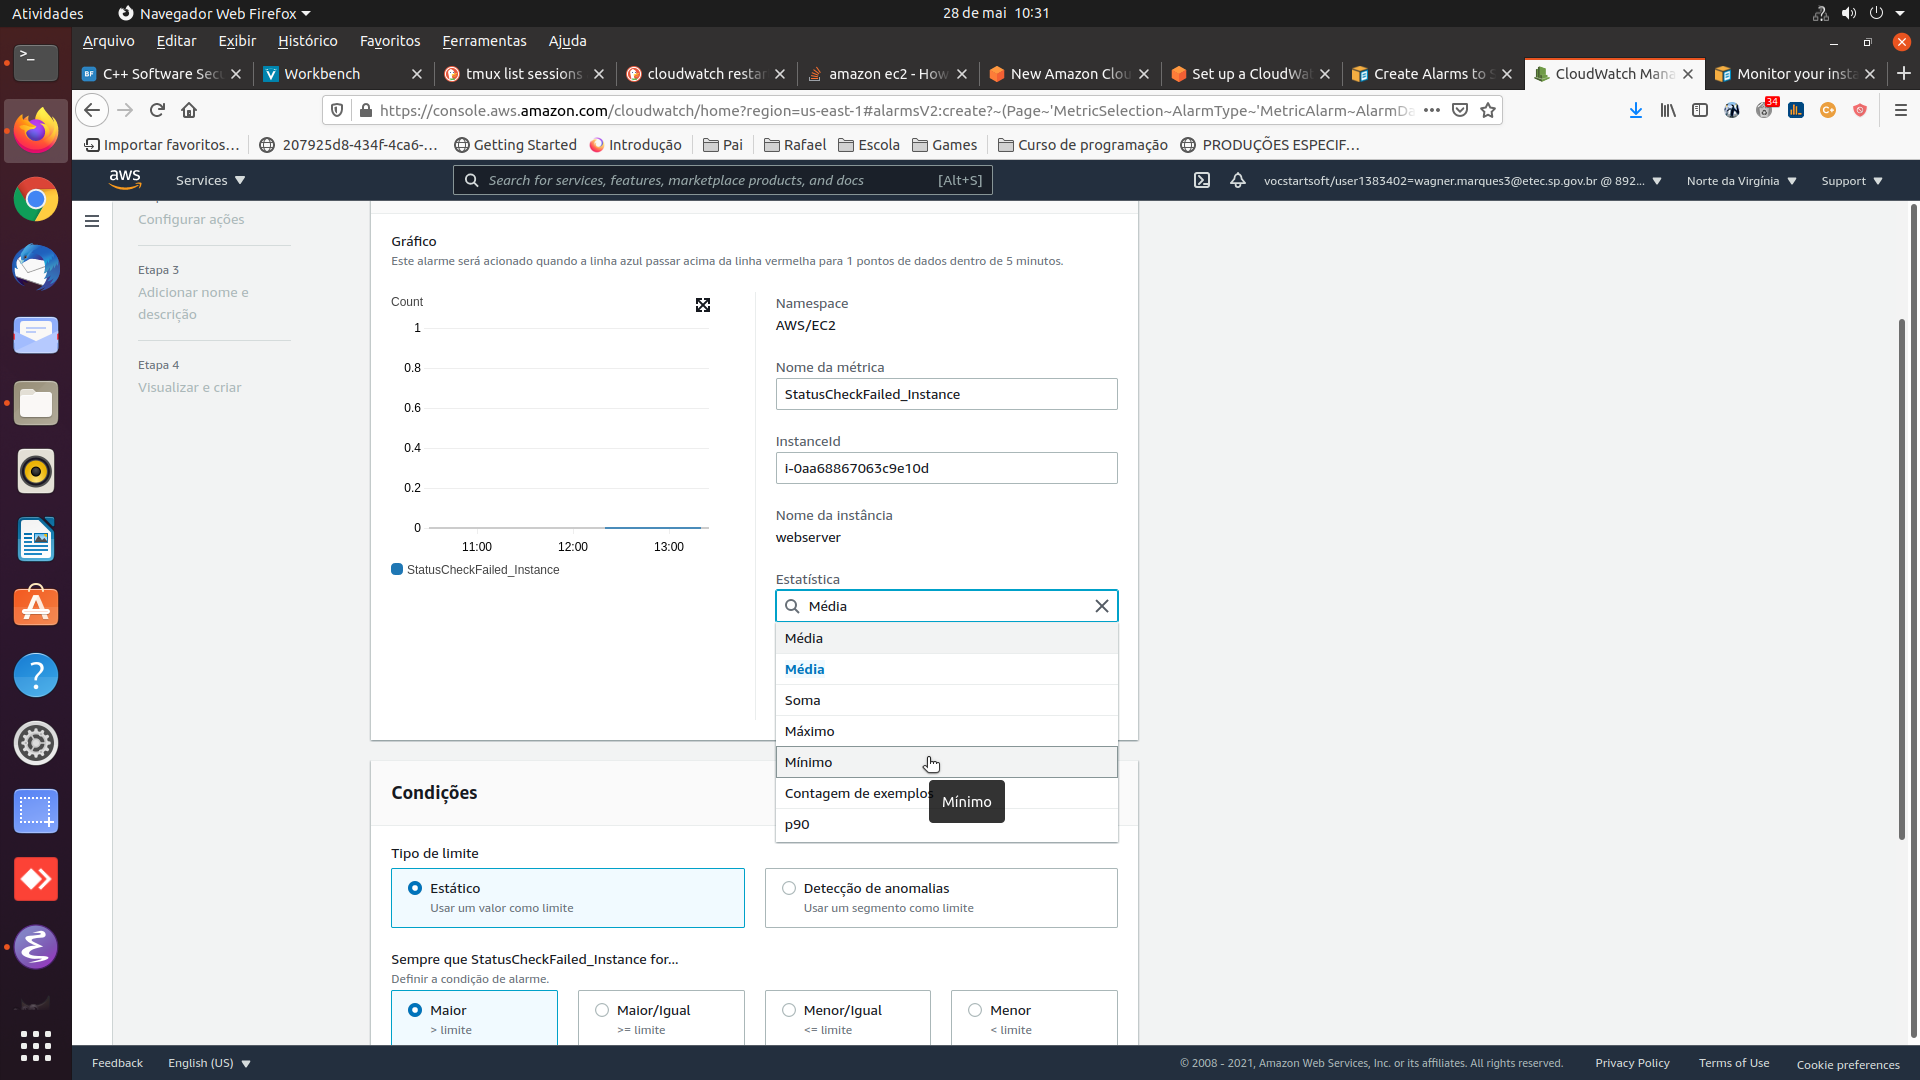 Atividades
Navegador Web Firefox
28 de mai 10:31
Arquivo Editar Exibir Histórico Favoritos Ferramentas Ajuda
BF C++ Software Secu
V Workbench
tmux list sessions
cloudwatch restar
amazon ec2 - How
New Amazon Clou
Set up a CloudWat
Create Alarms to S
CloudWatch Mana
Monitor your insta
https://console.aws.amazon.com/cloudwatch/home?region=us-east-1#alarmsV2:create?~(Page~'MetricSelection~AlarmType~'MetricAlarm~AlarmDa
34
C+
Importar favoritos...
207925d8-434f-4ca6-...
Getting Started
Introdução
Pai
Rafael
Escola
Games
Curso de programação
PRODUÇÕES ESPECIF...
aws
Services
Search for services, features, marketplace products, and docs [Alt+S]
vocstartsoft/user1383402=wagner.marques3@etec.sp.gov.br @ 892...
Norte da Virgínia
Support
Configurar ações
Etapa 3
Adicionar nome e
descrição
Etapa 4
Visualizar e criar
Gráfico
Este alarme será acionado quando a linha azul passar acima da linha vermelha para 1 pontos de dados dentro de 5 minutos.
Count
1
0.8
0.6
0.4
0.2
0
11:00 12:00 13:00
StatusCheckFailed_Instance
Namespace
AWS/EC2
Nome da métrica
StatusCheckFailed_Instance
InstanceId
i-0aa68867063c9e10d
Nome da instância
webserver
Estatística
Média
Média
Média
Soma
Máximo
Mínimo
Contagem de exemplos
Mínimo
p90
Condições
Tipo de limite
Estático
Usar um valor como limite
Detecção de anomalias
Usar um segmento como limite
Sempre que StatusCheckFailed_Instance for...
Definir a condição de alarme.
Maior
> limite
Maior/Igual
>= limite
Menor/Igual
<= limite
Menor
< limite
Feedback
English (US)
© 2008 - 2021, Amazon Web Services, Inc. or its affiliates. All rights reserved.
Privacy Policy
Terms of Use
Cookie preferences